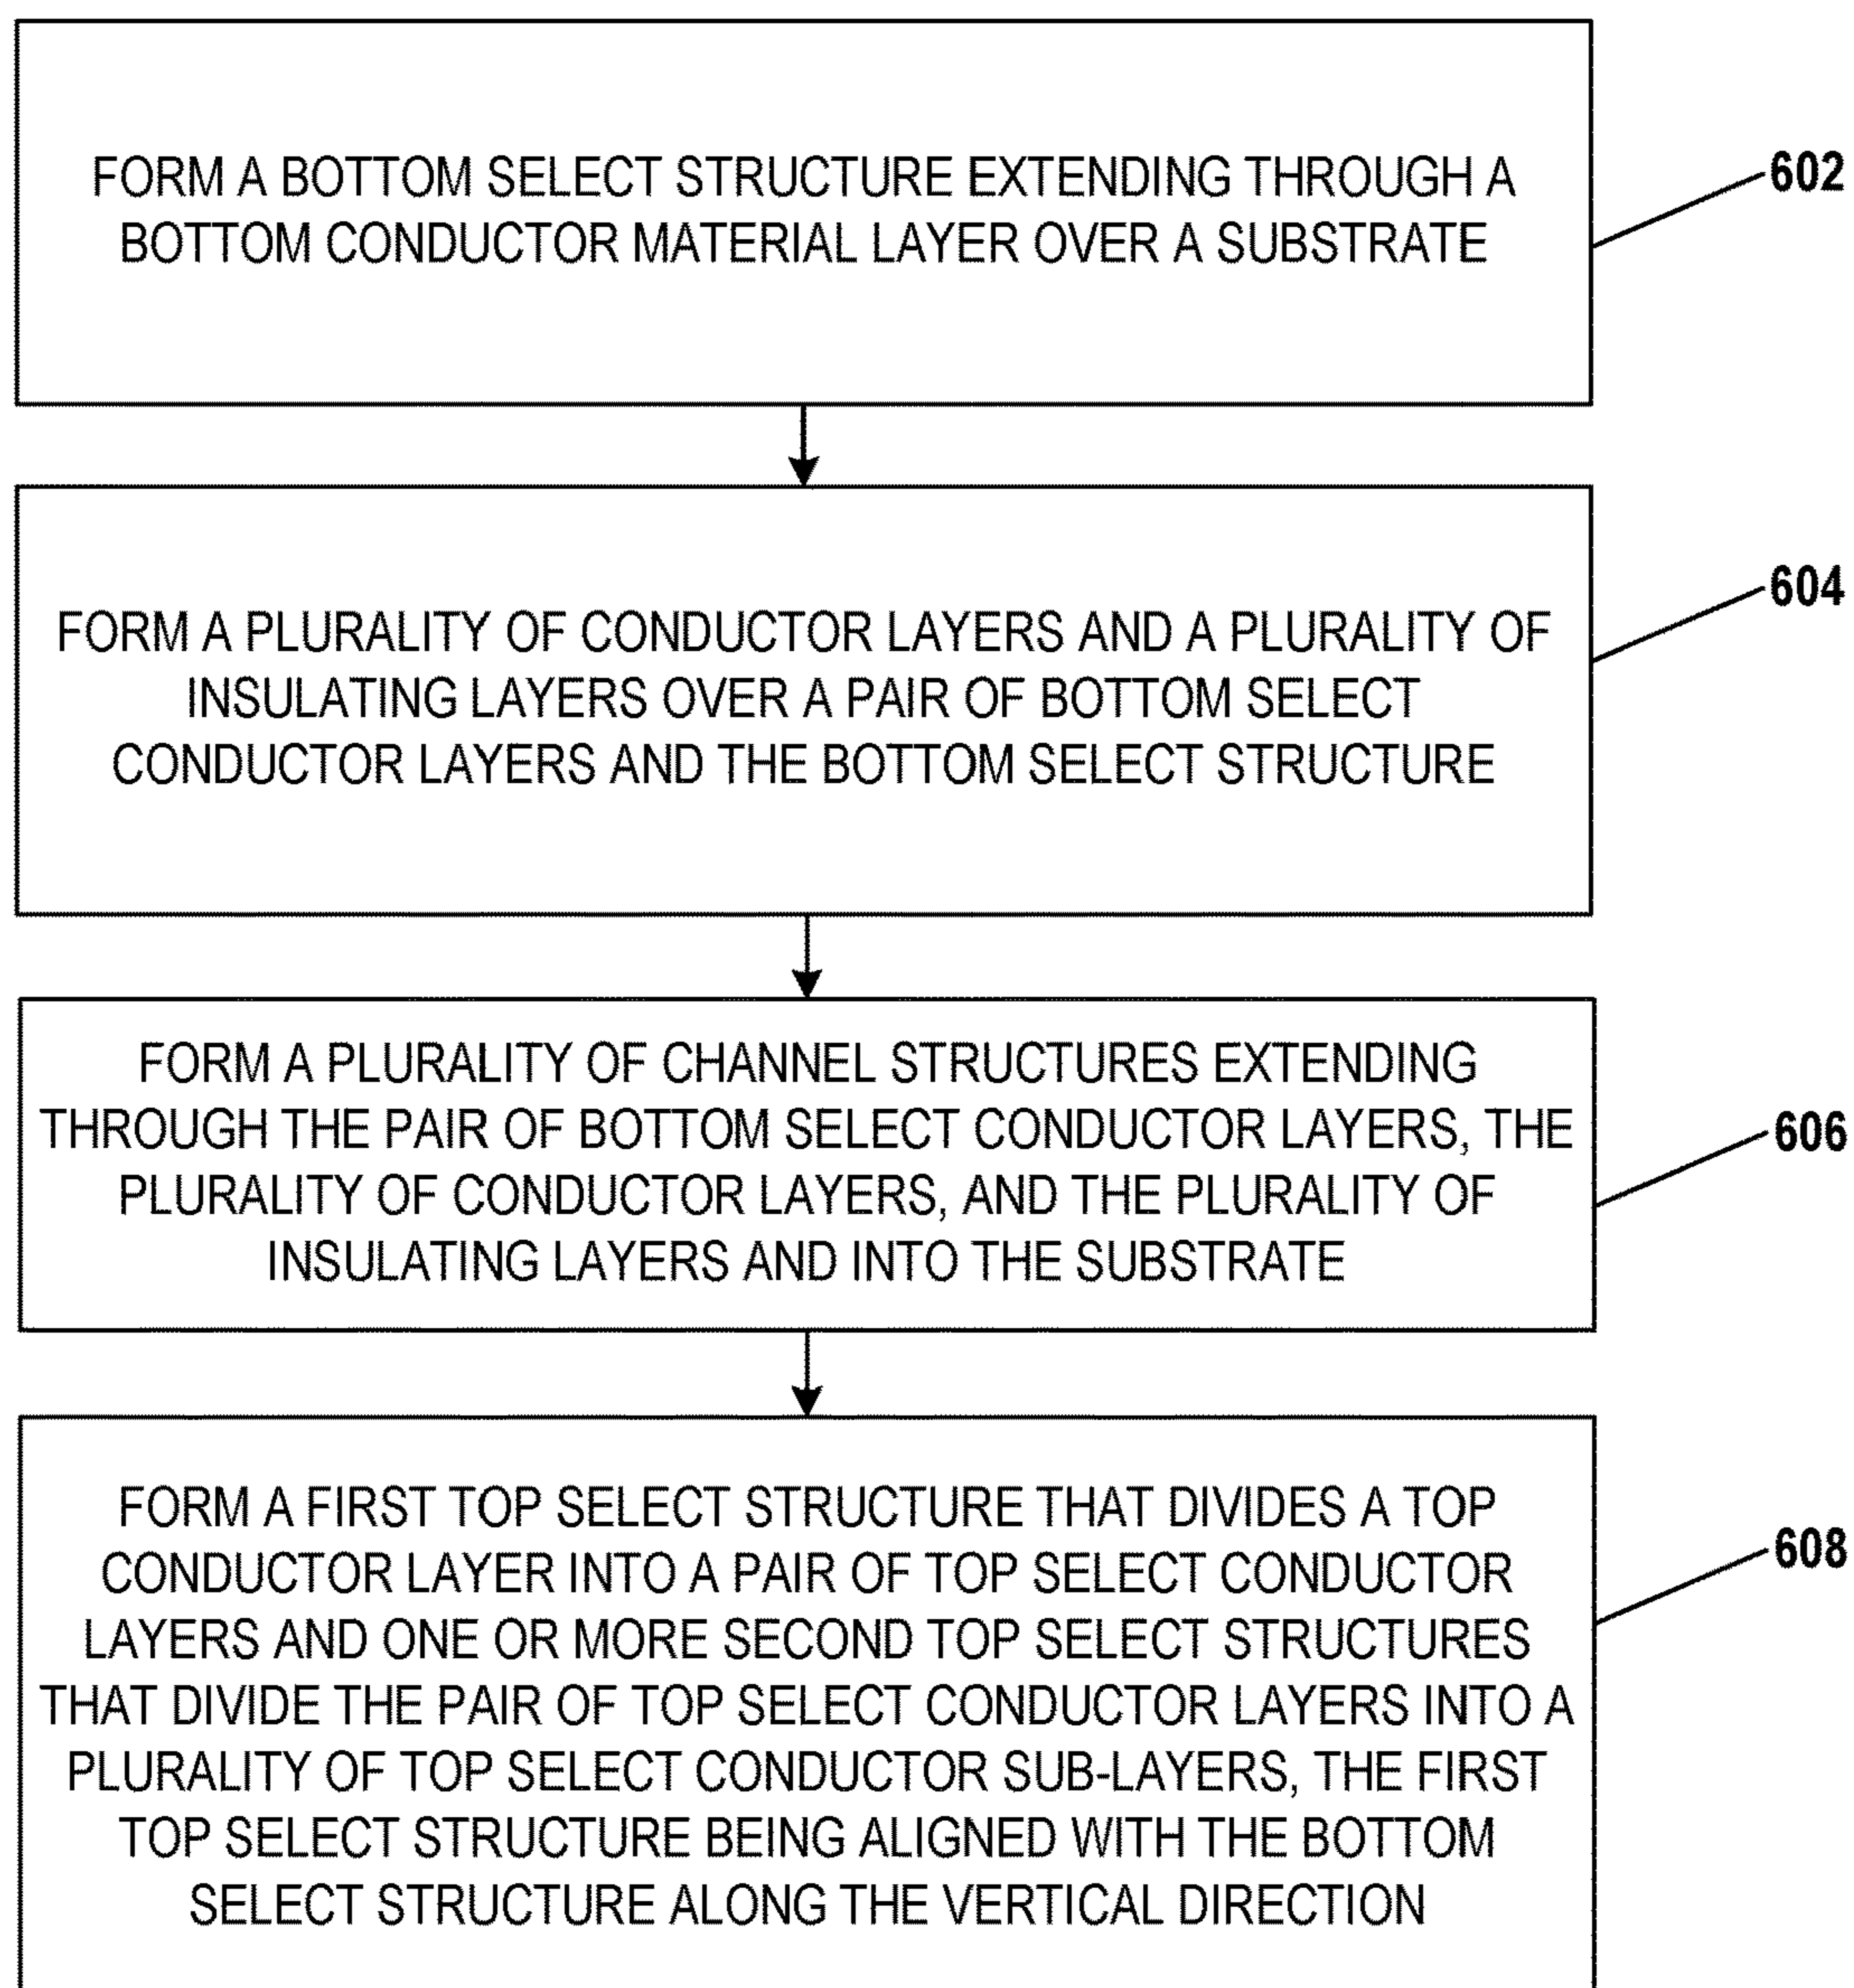 FORM A BOTTOM SELECT STRUCTURE EXTENDING THROUGH A
BOTTOM CONDUCTOR MATERIAL LAYER OVER A SUBSTRATE
602
FORM A PLURALITY OF CONDUCTOR LAYERS AND A PLURALITY OF
INSULATING LAYERS OVER A PAIR OF BOTTOM SELECT
CONDUCTOR LAYERS AND THE BOTTOM SELECT STRUCTURE
604
FORM A PLURALITY OF CHANNEL STRUCTURES EXTENDING
THROUGH THE PAIR OF BOTTOM SELECT CONDUCTOR LAYERS, THE
PLURALITY OF CONDUCTOR LAYERS, AND THE PLURALITY OF
INSULATING LAYERS AND INTO THE SUBSTRATE
606
FORM A FIRST TOP SELECT STRUCTURE THAT DIVIDES A TOP
CONDUCTOR LAYER INTO A PAIR OF TOP SELECT CONDUCTOR
LAYERS AND ONE OR MORE SECOND TOP SELECT STRUCTURES
THAT DIVIDE THE PAIR OF TOP SELECT CONDUCTOR LAYERS INTO A
PLURALITY OF TOP SELECT CONDUCTOR SUB-LAYERS, THE FIRST
TOP SELECT STRUCTURE BEING ALIGNED WITH THE BOTTOM
SELECT STRUCTURE ALONG THE VERTICAL DIRECTION
608